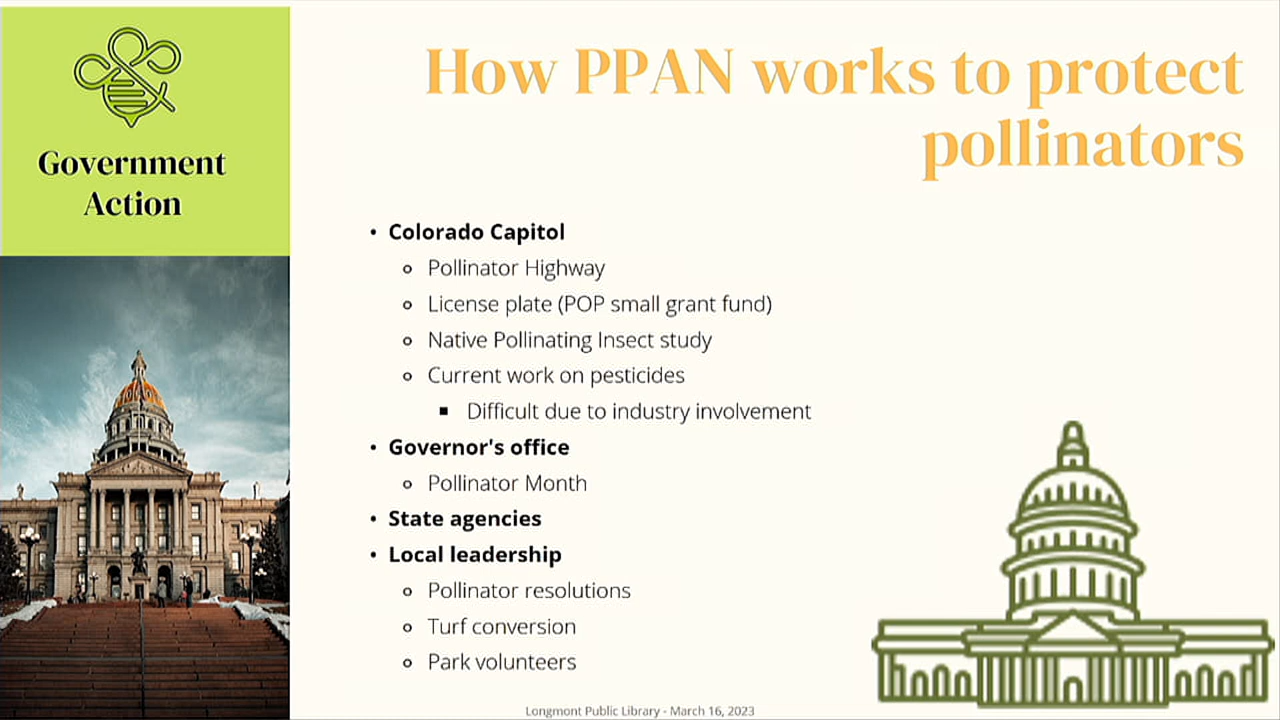 Government
Action
How PPAN works to protect
pollinators
• Colorado Capitol
Pollinator Highway
License plate (POP small grant fund)
Native Pollinating Insect study
Current work on pesticides
Difficult due to industry involvement
• Governor's office
Pollinator Month
• State agencies
• Local leadership
Pollinator resolutions
Turf conversion
Park volunteers
Longmont Public Library - March 16, 2023